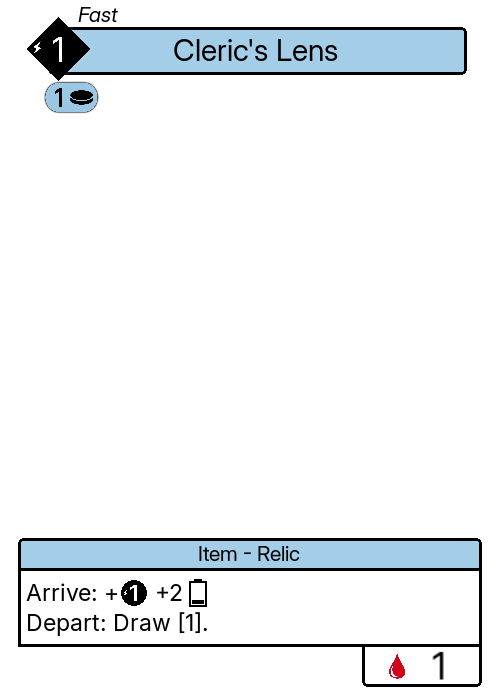 Fast
1 Cleric's Lens
1
Item - Relic
Arrive: +1 +2
Depart: Draw [1].
1